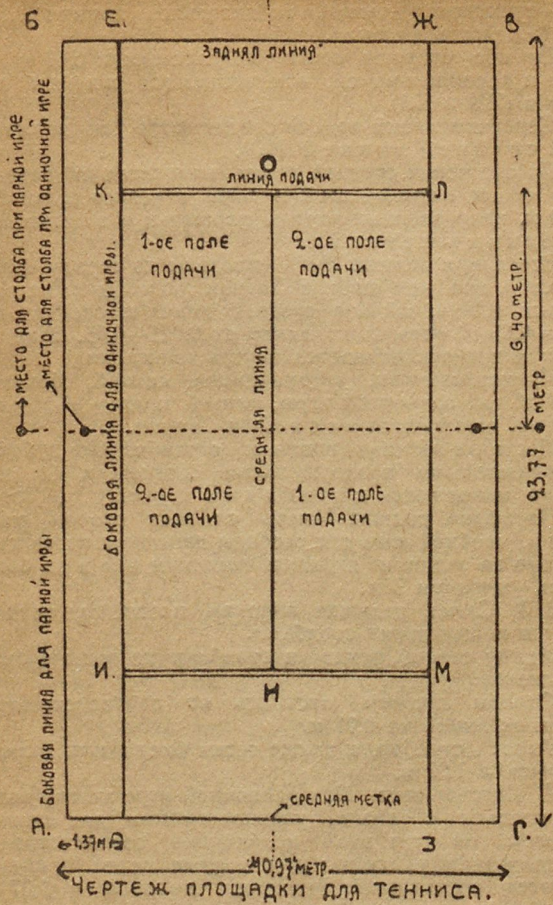 Б Е. Ж В
ЗАДНЯЯ ЛИНИЯ
О
ЛИНИЯ ПОДАЧИ
К. Л
1-ое ПОЛЕ
ПОДАЧИ
2-ое ПОЛЕ
ПОДАЧИ
МЕСТО ДЛЯ СТОЛБА ПРИ ПАРНОЙ ИГРЕ
МЕСТО ДЛЯ СТОЛБА ПРИ ОДИНОЧНОЙ ИГРЕ
БОКОВАЯ ЛИНИЯ ДЛЯ ОДИНОЧНОЙ ИГРЫ.
СРЕДНЯЯ ЛИНИЯ
6,40 МЕТР.
23,77 МЕТР
2-ое ПОЛЕ
ПОДАЧИ
1-ое ПОЛЕ
ПОДАЧИ
БОКОВАЯ ЛИНИЯ ДЛЯ ПАРНОЙ ИГРЫ
И. М
Н
СРЕДНЯЯ МЕТКА
А. Д З Г.
1,37м
10,97 МЕТР.
ЧЕРТЕЖ ПЛОЩАДКИ ДЛЯ ТЕННИСА.